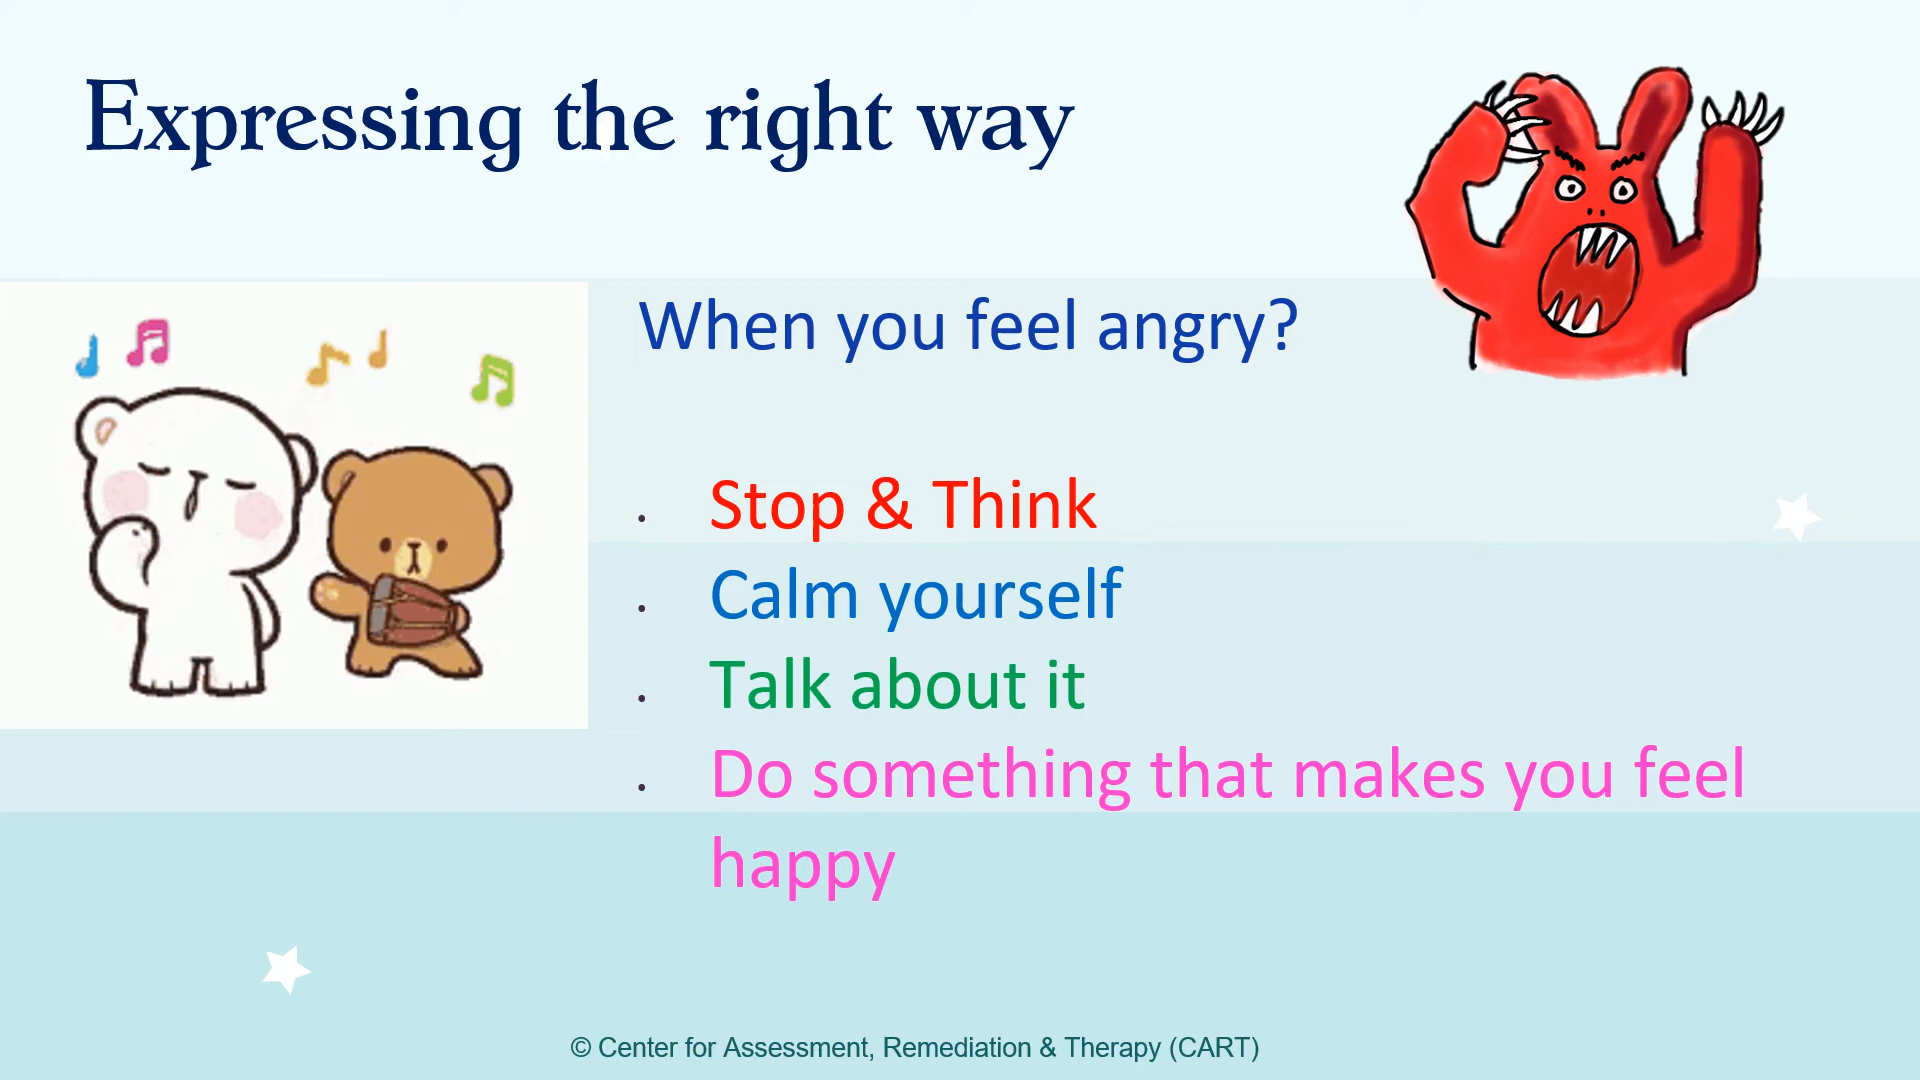 Expressing the right way
When you feel angry?
• Stop & Think
• Calm yourself
• Talk about it
• Do something that makes you feel
happy
© Center for Assessment, Remediation & Therapy (CART)